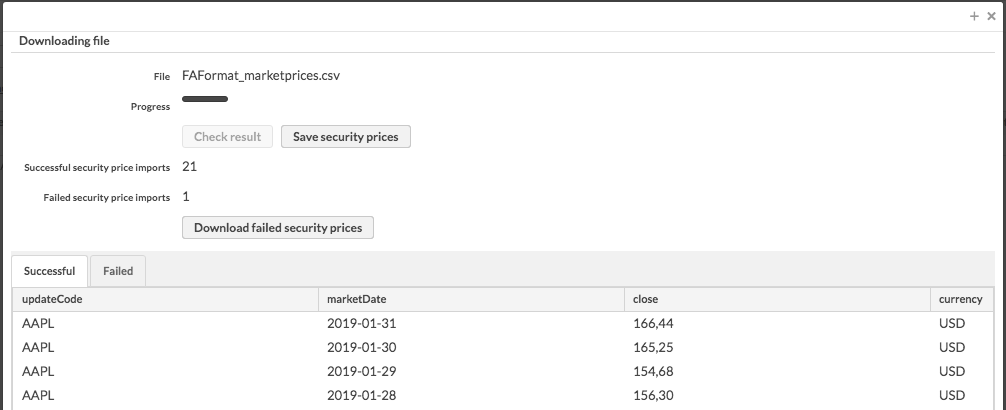 Downloading file
File FAFormat_marketprices.csv
Progress
Check result Save security prices
Successful security price imports 21
Failed security price imports 1
Download failed security prices
Successful Failed
updateCode marketDate close currency
AAPL 2019-01-31 166,44 USD
AAPL 2019-01-30 165,25 USD
AAPL 2019-01-29 154,68 USD
AAPL 2019-01-28 156,30 USD